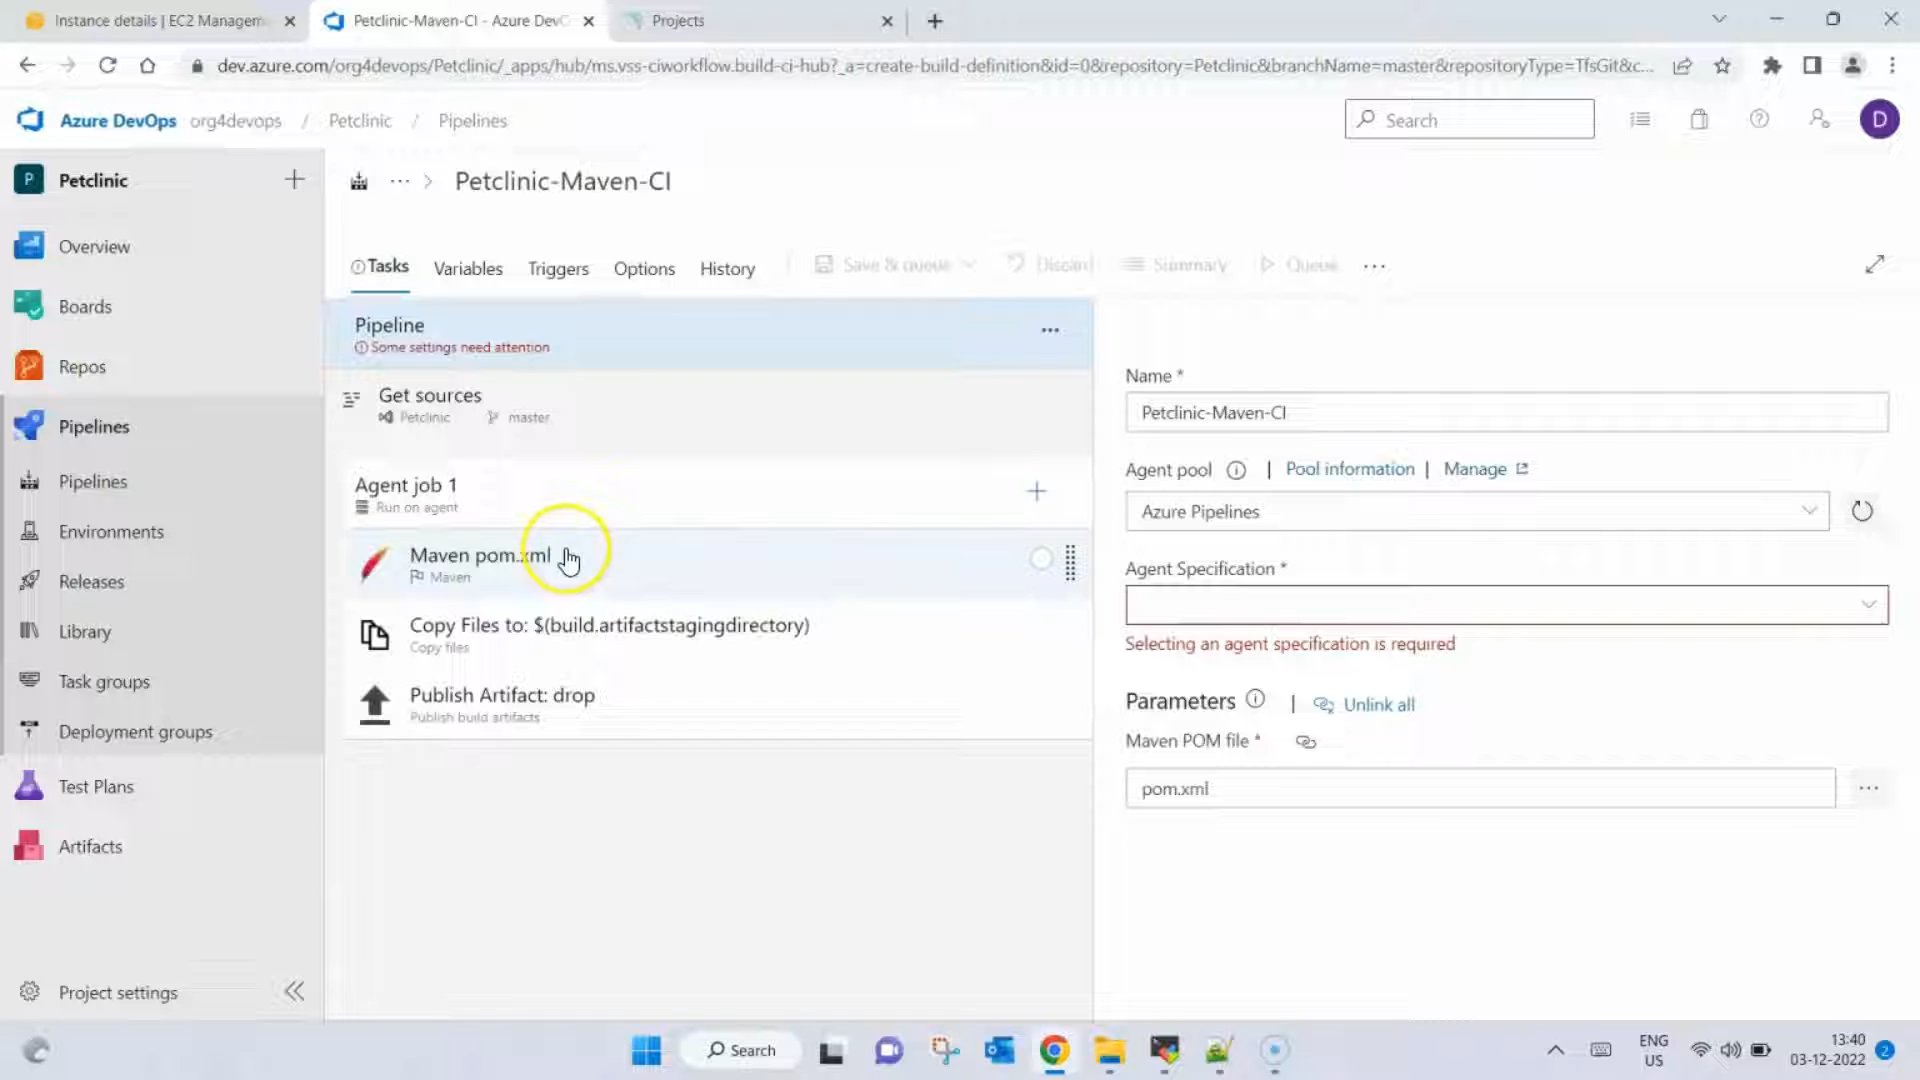 Instance details | EC2 Managem
Petclinic-Maven-CI - Azure DevO
Projects
dev.azure.com/org4devops/Petclinic/_apps/hub/ms.vss-ciworkflow.build-ci-hub?_a=create-build-definition&id=0&repository=Petclinic&branchName=master&repositoryType=TfsGit&c...
Azure DevOps org4devops / Petclinic / Pipelines
Search
D
P Petclinic
Petclinic-Maven-CI
Overview
Boards
Repos
Pipelines
Pipelines
Environments
Releases
Library
Task groups
Deployment groups
Test Plans
Artifacts
Project settings
Tasks Variables Triggers Options History Save & queue Discard Summary Queue ...
Pipeline
Some settings need attention
Get sources
Petclinic master
Agent job 1
Run on agent
Maven pom.xml
Maven
Copy Files to: $(build.artifactstagingdirectory)
Copy files
Publish Artifact: drop
Publish build artifacts
Name *
Petclinic-Maven-CI
Agent pool | Pool information | Manage
Azure Pipelines
Agent Specification *
Selecting an agent specification is required
Parameters | Unlink all
Maven POM file *
pom.xml
Search
ENG
US
13:40
03-12-2022
2